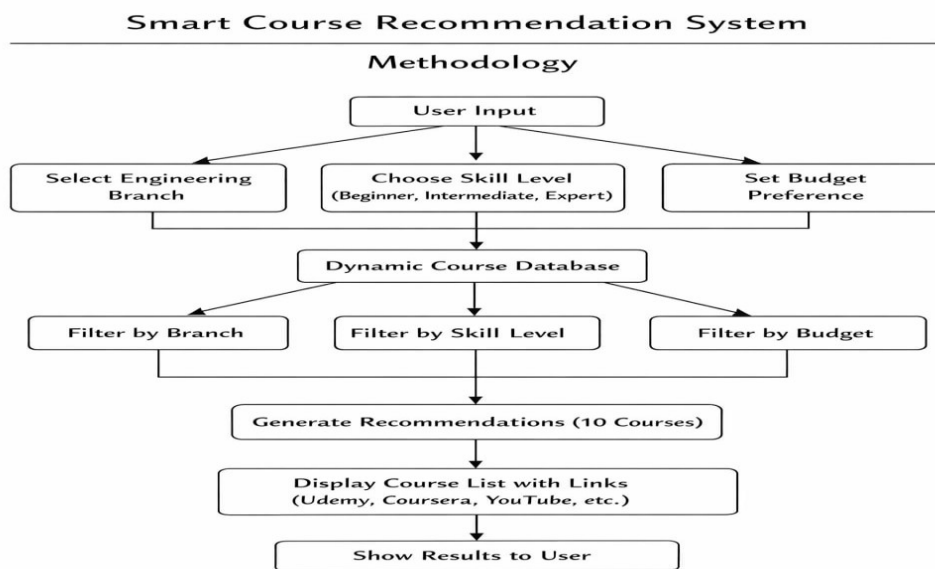 Smart Course Recommendation System
Methodology
User Input
Select Engineering
Branch
Choose Skill Level
(Beginner, Intermediate, Expert)
Set Budget
Preference
Dynamic Course Database
Filter by Branch
Filter by Skill Level
Filter by Budget
Generate Recommendations (10 Courses)
Display Course List with Links
(Udemy, Coursera, YouTube, etc.)
Show Results to User